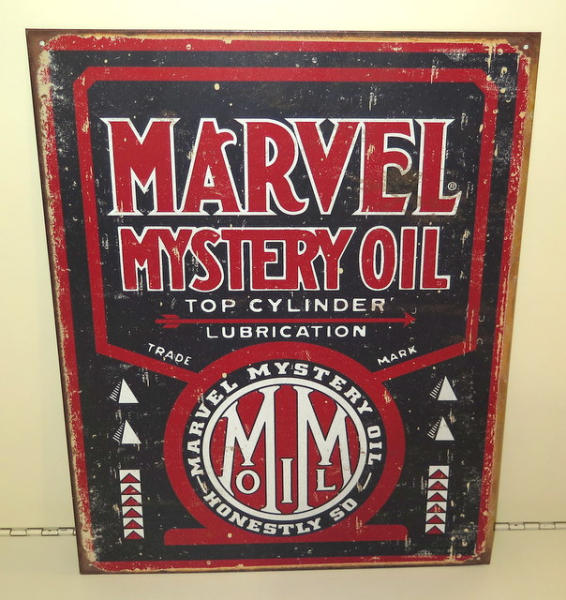 MARVEL®
MYSTERY OIL
TOP CYLINDER
LUBRICATION
TRADE MARK
MARVEL MYSTERY OIL
M M
OIL
HONESTLY SO